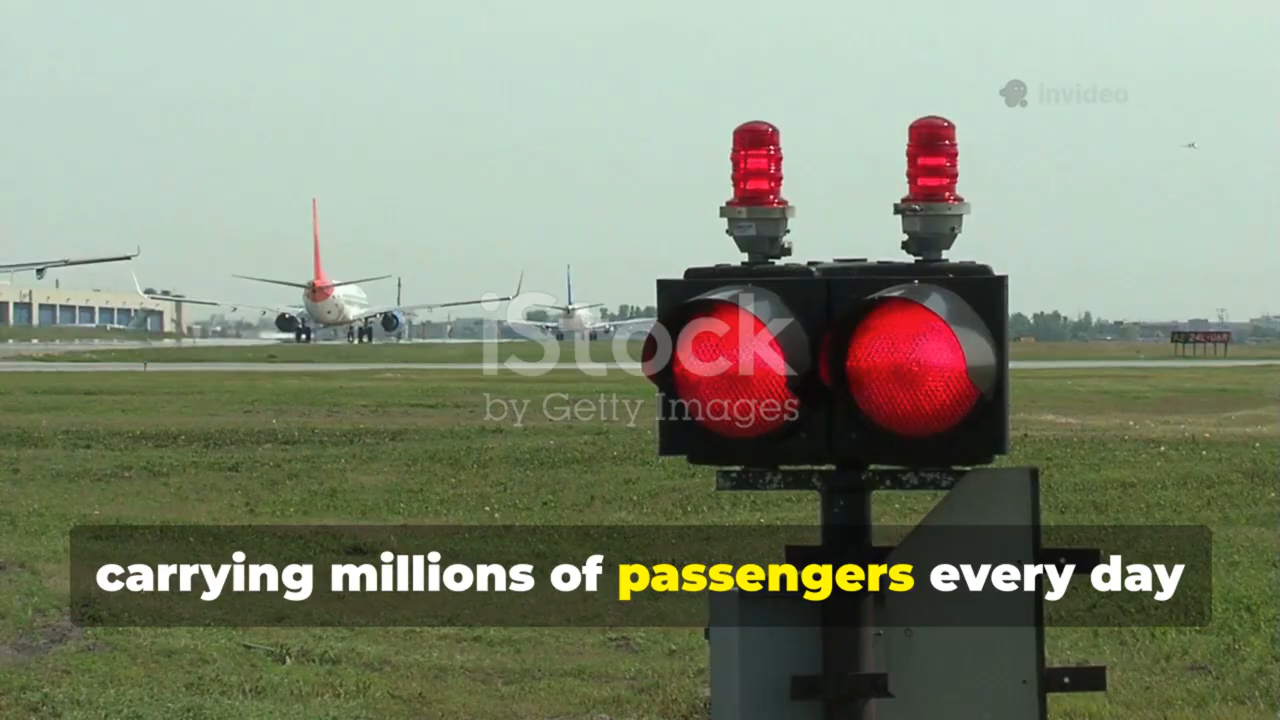 invideo
iStock
by Getty Images
carrying millions of passengers every day